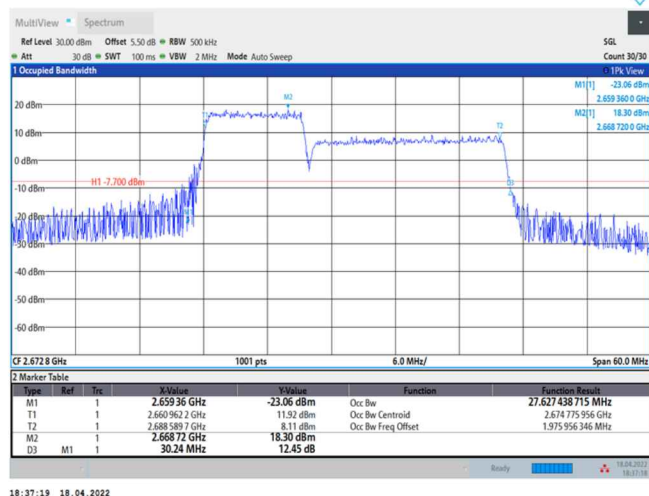 MultiView Spectrum
Ref Level 30.00 dBm Offset 5.50 dB RBW 500 kHz SGL
Att 30 dB SWT 100 ms VBW 2 MHz Mode Auto Sweep Count 30/30
1 Occupied Bandwidth 1Pk View
M1[1] -23.06 dBm
2.659 360 0 GHz
M2[1] 18.30 dBm
2.668 720 0 GHz
M2
20 dBm
T1
T2
10 dBm
0 dBm
H1 -7.700 dBm
D3
-10 dBm
-20 dBm
-30 dBm
-40 dBm
-50 dBm
-60 dBm
CF 2.672 8 GHz 1001 pts 6.0 MHz/ Span 60.0 MHz
2 Marker Table
Type Ref Trc X-Value Y-Value Function Function Result
M1 1 2.659 36 GHz -23.06 dBm Occ Bw 27.627 438 715 MHz
T1 1 2.660 962 2 GHz 11.92 dBm Occ Bw Centroid 2.674 775 956 GHz
T2 1 2.688 589 7 GHz 8.11 dBm Occ Bw Freq Offset 1.975 956 346 MHz
M2 1 2.668 72 GHz 18.30 dBm
D3 M1 1 30.24 MHz 12.45 dB
Ready 18.04.2022
18:37:18
18:37:19 18.04.2022